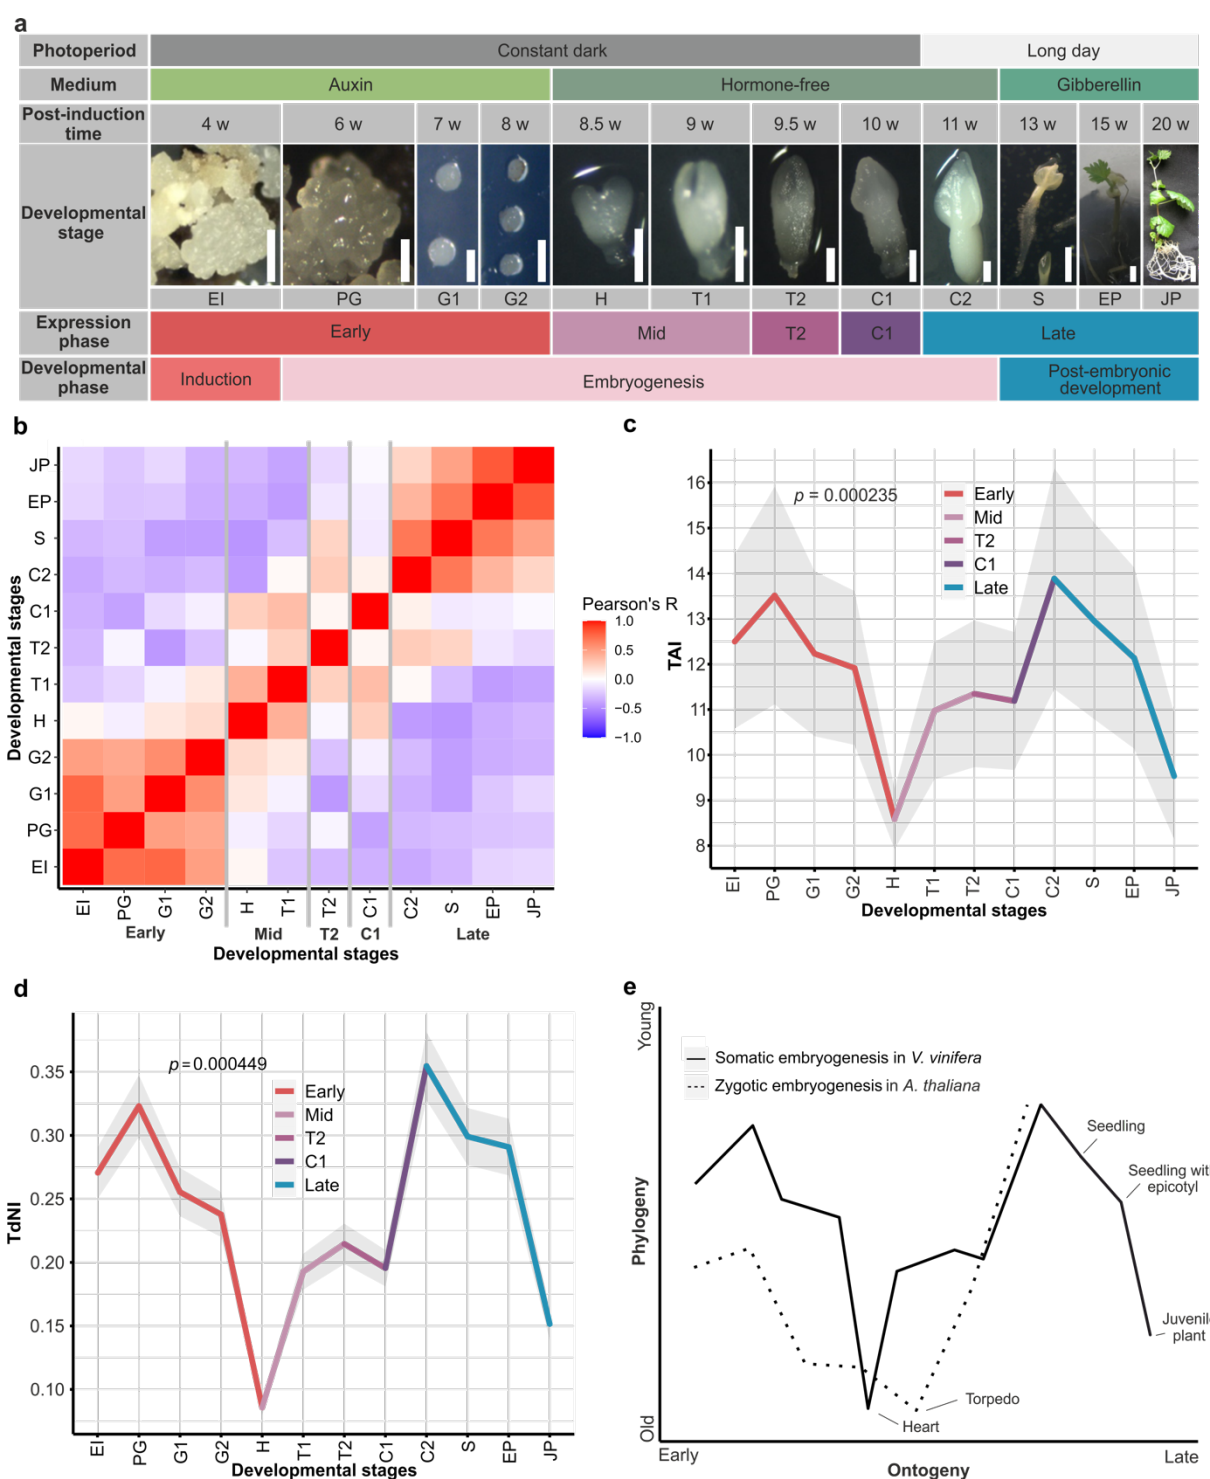 a
Photoperiod
Constant dark
Long day
Medium
Auxin
Hormone-free
Gibberellin
Post-induction
time
4 w
6 w
7 w
8 w
8.5 w
9 w
9.5 w
10 w
11 w
13 w
15 w
20 w
Developmental
stage
EI
PG
G1
G2
H
T1
T2
C1
C2
S
EP
JP
Expression
phase
Early
Mid
T2
C1
Late
Developmental
phase
Induction
Embryogenesis
Post-embryonic
development
b
Developmental stages
JP
EP
S
C2
C1
T2
T1
H
G2
G1
PG
EI
EI
PG
G1
G2
H
T1
T2
C1
C2
S
EP
JP
Early
Mid
T2
C1
Late
Developmental stages
Pearson's R
1.0
0.5
0.0
−0.5
−1.0
c
TAI
16
15
14
13
12
11
10
9
8
p = 0.000235
Early
Mid
T2
C1
Late
EI
PG
G1
G2
H
T1
T2
C1
C2
S
EP
JP
Developmental stages
d
TdNI
0.35
0.30
0.25
0.20
0.15
0.10
p=0.000449
Early
Mid
T2
C1
Late
EI
PG
G1
G2
H
T1
T2
C1
C2
S
EP
JP
Developmental stages
e
Young
Phylogeny
Old
Somatic embryogenesis in V. vinifera
Zygotic embryogenesis in A. thaliana
Seedling
Seedling wit
epicotyl
Juvenil
plant
Torpedo
Heart
Early
Late
Ontogeny